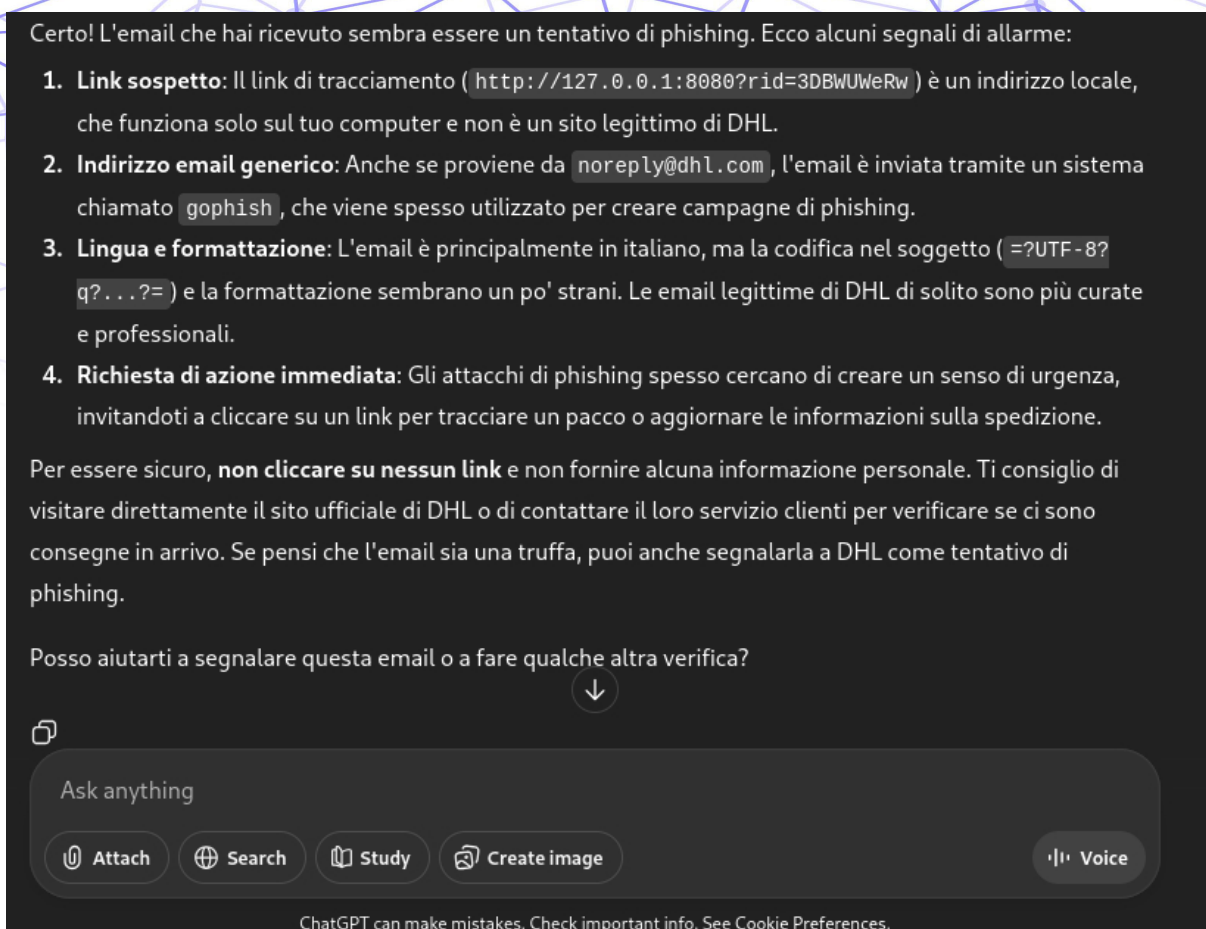 Certo! L'email che hai ricevuto sembra essere un tentativo di phishing. Ecco alcuni segnali di allarme:
1. Link sospetto: Il link di tracciamento ( http://127.0.0.1:8080?rid=3DBWUWeRw ) è un indirizzo locale,
che funziona solo sul tuo computer e non è un sito legittimo di DHL.
2. Indirizzo email generico: Anche se proviene da noreply@dhl.com , l'email è inviata tramite un sistema
chiamato gophish , che viene spesso utilizzato per creare campagne di phishing.
3. Lingua e formattazione: L'email è principalmente in italiano, ma la codifica nel soggetto ( =?UTF-8?
q?...?= ) e la formattazione sembrano un po' strani. Le email legittime di DHL di solito sono più curate
e professionali.
4. Richiesta di azione immediata: Gli attacchi di phishing spesso cercano di creare un senso di urgenza,
invitandoti a cliccare su un link per tracciare un pacco o aggiornare le informazioni sulla spedizione.
Per essere sicuro, non cliccare su nessun link e non fornire alcuna informazione personale. Ti consiglio di
visitare direttamente il sito ufficiale di DHL o di contattare il loro servizio clienti per verificare se ci sono
consegne in arrivo. Se pensi che l'email sia una truffa, puoi anche segnalarla a DHL come tentativo di
phishing.
Posso aiutarti a segnalare questa email o a fare qualche altra verifica?
Ask anything
Attach Search Study Create image Voice
ChatGPT can make mistakes. Check important info. See Cookie Preferences.